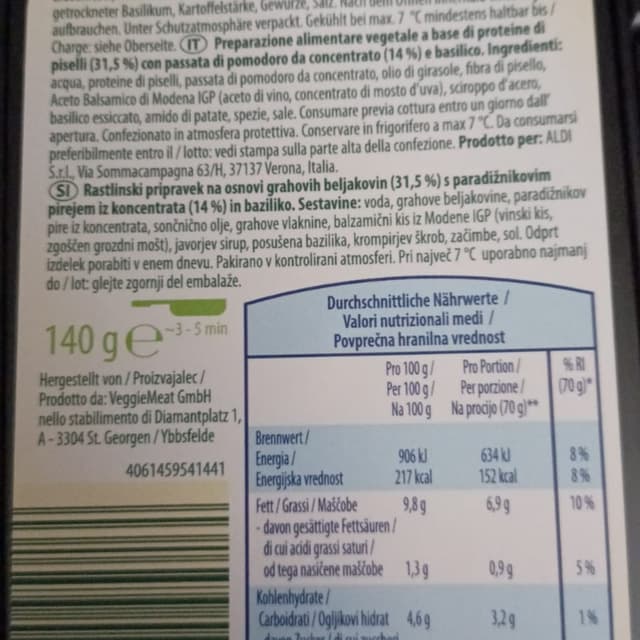 getrockneter Basilikum, Kartoffelstärke, Gewürze, Salz. Nach dem Öffnen
aufbrauchen. Unter Schutzatmosphäre verpackt. Gekühlt bei max. 7 °C mindestens haltbar bis /
Charge: siehe Oberseite. IT Preparazione alimentare vegetale a base di proteine di
piselli (31,5 %) con passata di pomodoro da concentrato (14 %) e basilico. Ingredienti:
acqua, proteine di piselli, passata di pomodoro da concentrato, olio di girasole, fibra di pisello,
Aceto Balsamico di Modena IGP (aceto di vino, concentrato di mosto d'uva), sciroppo d'acero,
basilico essiccato, amido di patate, spezie, sale. Consumare previa cottura entro un giorno dall'
apertura. Confezionato in atmosfera protettiva. Conservare in frigorifero a max 7 °C. Da consumarsi
preferibilmente entro il / lotto: vedi stampa sulla parte alta della confezione. Prodotto per: ALDI
S.r.l., Via Sommacampagna 63/H, 37137 Verona, Italia.
SI Rastlinski pripravek na osnovi grahovih beljakovin (31,5 %) s paradižnikovim
pirejem iz koncentrata (14 %) in baziliko. Sestavine: voda, grahove beljakovine, paradižnikov
pire iz koncentrata, sončnično olje, grahove vlaknine, balzamični kis iz Modene IGP (vinski kis,
zgoščen grozdni mošt), javorjev sirup, posušena bazilika, krompirjev škrob, začimbe, sol. Odprt
izdelek porabiti v enem dnevu. Pakirano v kontrolirani atmosferi. Pri največ 7 °C uporabno najmanj
do / lot: glejte zgornji del embalaže.
140 g e ~3-5 min
Hergestellt von / Proizvajalec /
Prodotto da: VeggieMeat GmbH
nello stabilimento di Diamantplatz 1,
A - 3304 St. Georgen / Ybbsfelde
4061459541441
Durchschnittliche Nährwerte /
Valori nutrizionali medi /
Povprečna hranilna vrednost
Pro 100 g / Pro Portion / % RI
Per 100 g / Per porzione / (70 g)*
Na 100 g Na procijo (70 g)**
Brennwert /
Energia / 906 kJ 634 kJ 8 %
Energijska vrednost 217 kcal 152 kcal 8 %
Fett / Grassi / Maščobe 9,8 g 6,9 g 10 %
- davon gesättigte Fettsäuren /
di cui acidi grassi saturi /
od tega nasičene maščobe 1,3 g 0,9 g 5 %
Kohlenhydrate /
Carboidrati / Ogljikovi hidrat 4,6 g 3,2 g 1 %